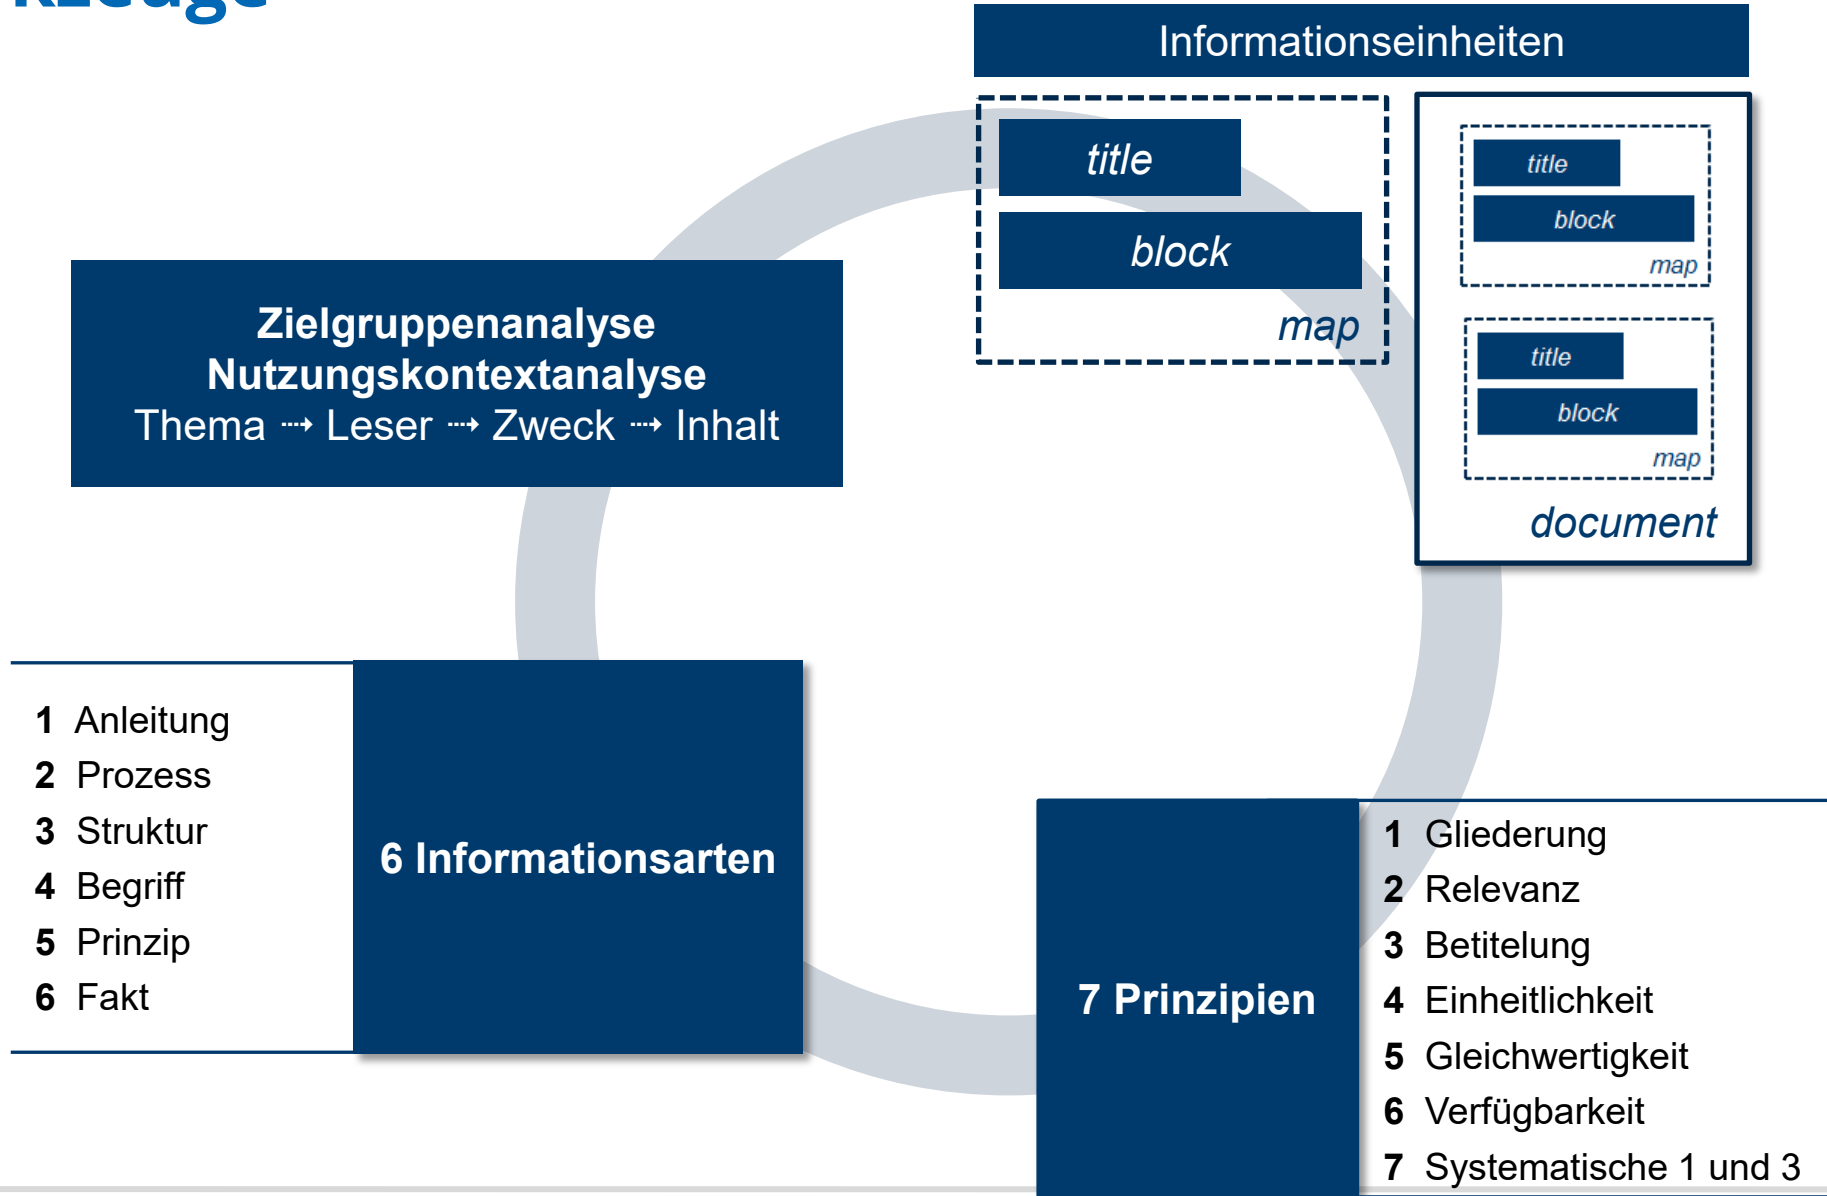 kzeuge
Informationseinheiten
title
block
map
title
block
map
title
block
map
document
Zielgruppenanalyse
Nutzungskontextanalyse
Thema ⤏ Leser ⤏ Zweck ⤏ Inhalt
1 Anleitung
2 Prozess
3 Struktur
4 Begriff
5 Prinzip
6 Fakt
6 Informationsarten
7 Prinzipien
1 Gliederung
2 Relevanz
3 Betitelung
4 Einheitlichkeit
5 Gleichwertigkeit
6 Verfügbarkeit
7 Systematische 1 und 3